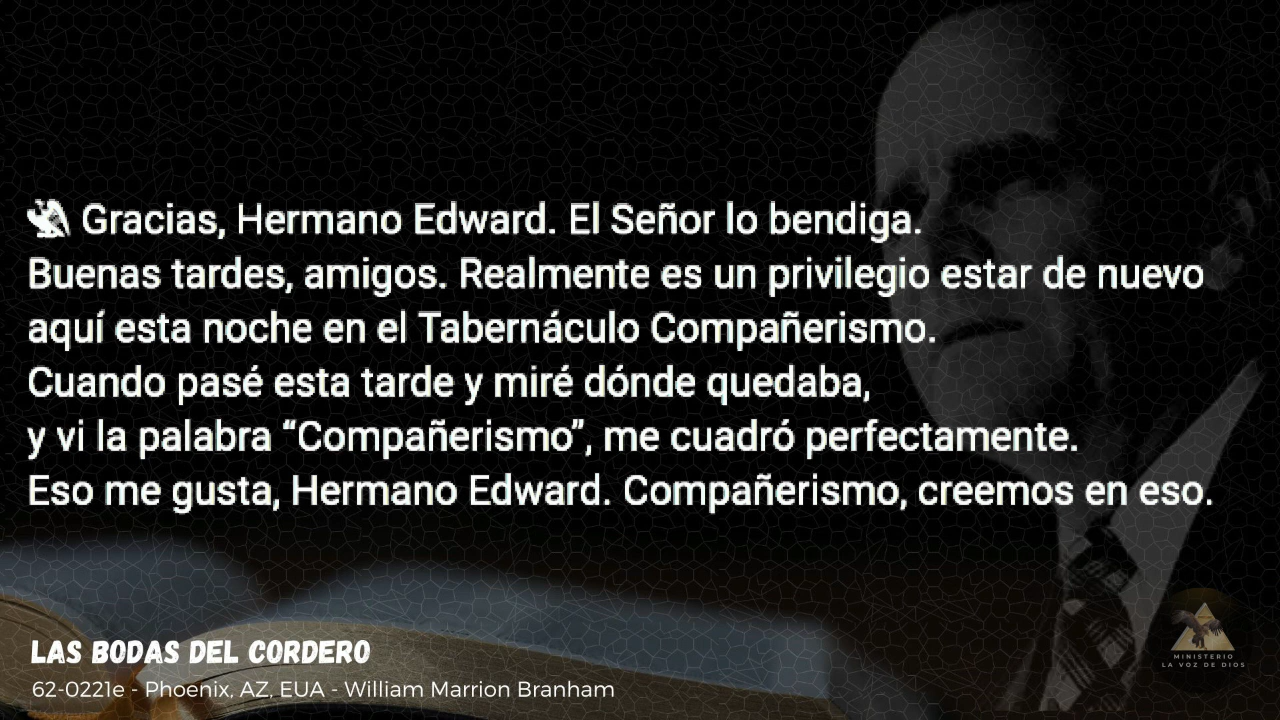 Gracias, Hermano Edward. El Señor lo bendiga.
Buenas tardes, amigos. Realmente es un privilegio estar de nuevo
aquí esta noche en el Tabernáculo Compañerismo.
Cuando pasé esta tarde y miré dónde quedaba,
y vi la palabra “Compañerismo”, me cuadró perfectamente.
Eso me gusta, Hermano Edward. Compañerismo, creemos en eso.
LAS BODAS DEL CORDERO
62-0221e - Phoenix, AZ, EUA - William Marrion Branham
MINISTERIO
LA VOZ DE DIOS